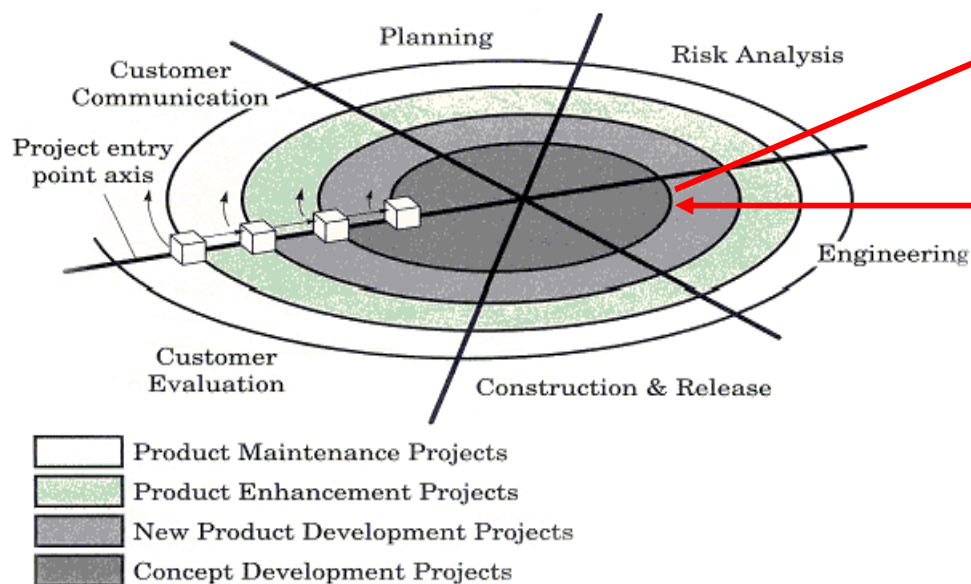 Planning
Risk Analysis
Customer
Communication
Project entry
point axis
Engineering
Customer
Evaluation
Construction & Release
Product Maintenance Projects
Product Enhancement Projects
New Product Development Projects
Concept Development Projects